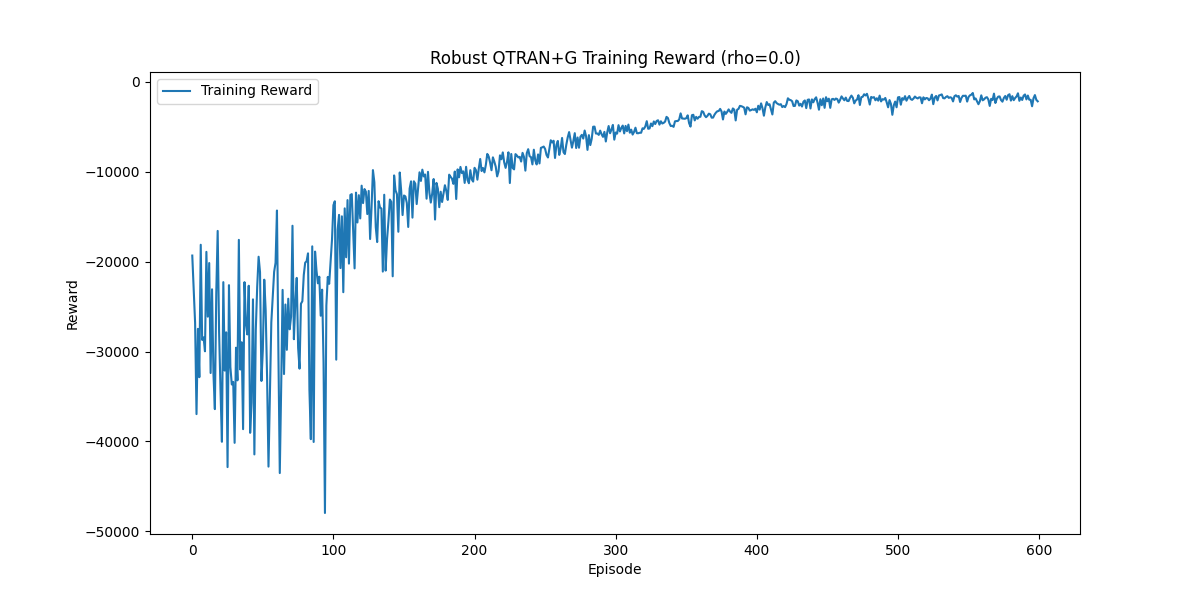 Robust QTRAN+G Training Reward (rho=0.0)
Training Reward
0
−10000
−20000
−30000
−40000
−50000
Reward
0 100 200 300 400 500 600
Episode